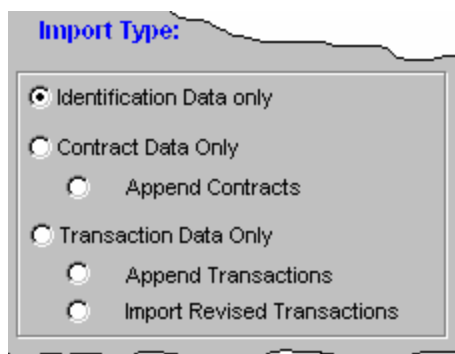 Import Type:
Identification Data only
Contract Data Only
Append Contracts
Transaction Data Only
Append Transactions
Import Revised Transactions